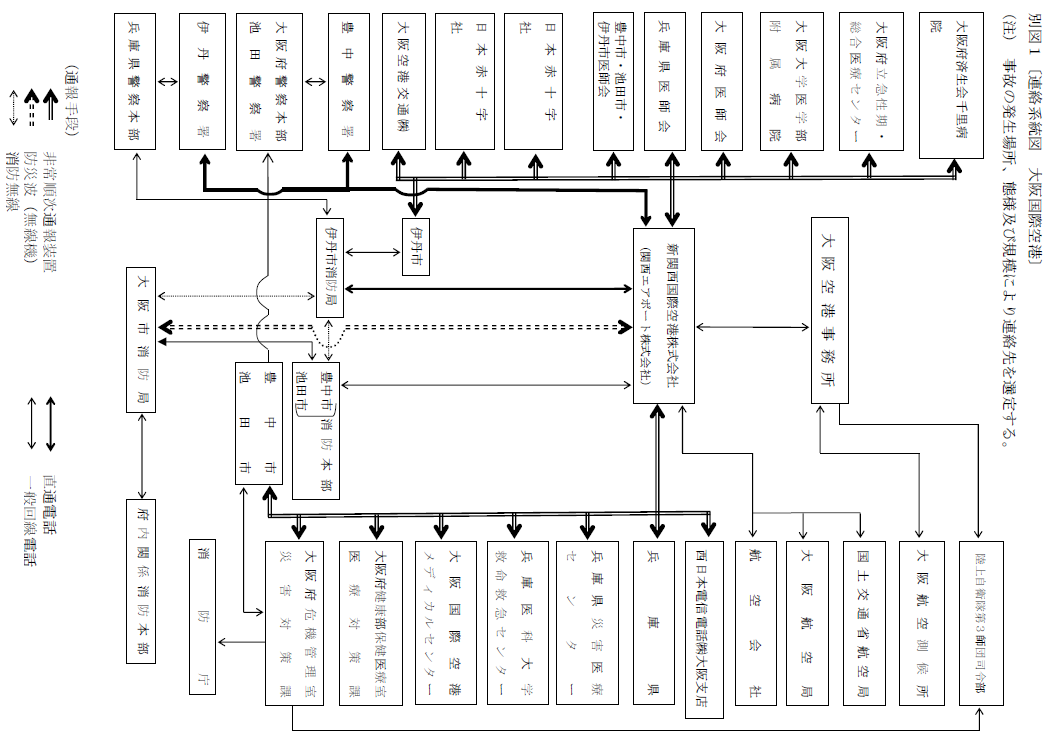 別図1 〔連絡系統図 大阪国際空港〕
(注) 事故の発生場所、態様及び規模により連絡先を選定する。
大阪府済生会千里病
院
大阪府立急性期・
総合医療センター
大阪大学医学部
附属病院
大阪府医師会
兵庫県医師会
豊中市・池田市・
伊丹市医師会
日本赤十字
社
日本赤十字
社
大阪空港交通㈱
豊中警察署
大阪府警察本部
池田警察署
伊丹警察署
兵庫県警察本部
大阪空港事務所
新関西国際空港株式会社
(関西エアポート株式会社)
伊丹市
伊丹市消防局
大阪市消防局
豊中市
池田市
消防本部
豊中市
池田市
陸上自衛隊第3師団司令部
大阪航空測候所
国土交通省航空局
大阪航空局
航空会社
西日本電信電話㈱大阪支店
兵庫県
兵庫県災害医療
センター
兵庫医科大学
救命救急センター
大阪国際空港
メディカルセンター
大阪府健康部保健医療室
医療対策課
大阪府危機管理室
災害対策課
消防庁
府内関係消防本部
(通報手段)
非常順次通報装置
防災波(無線機)
消防無線
直通電話
一般回線電話